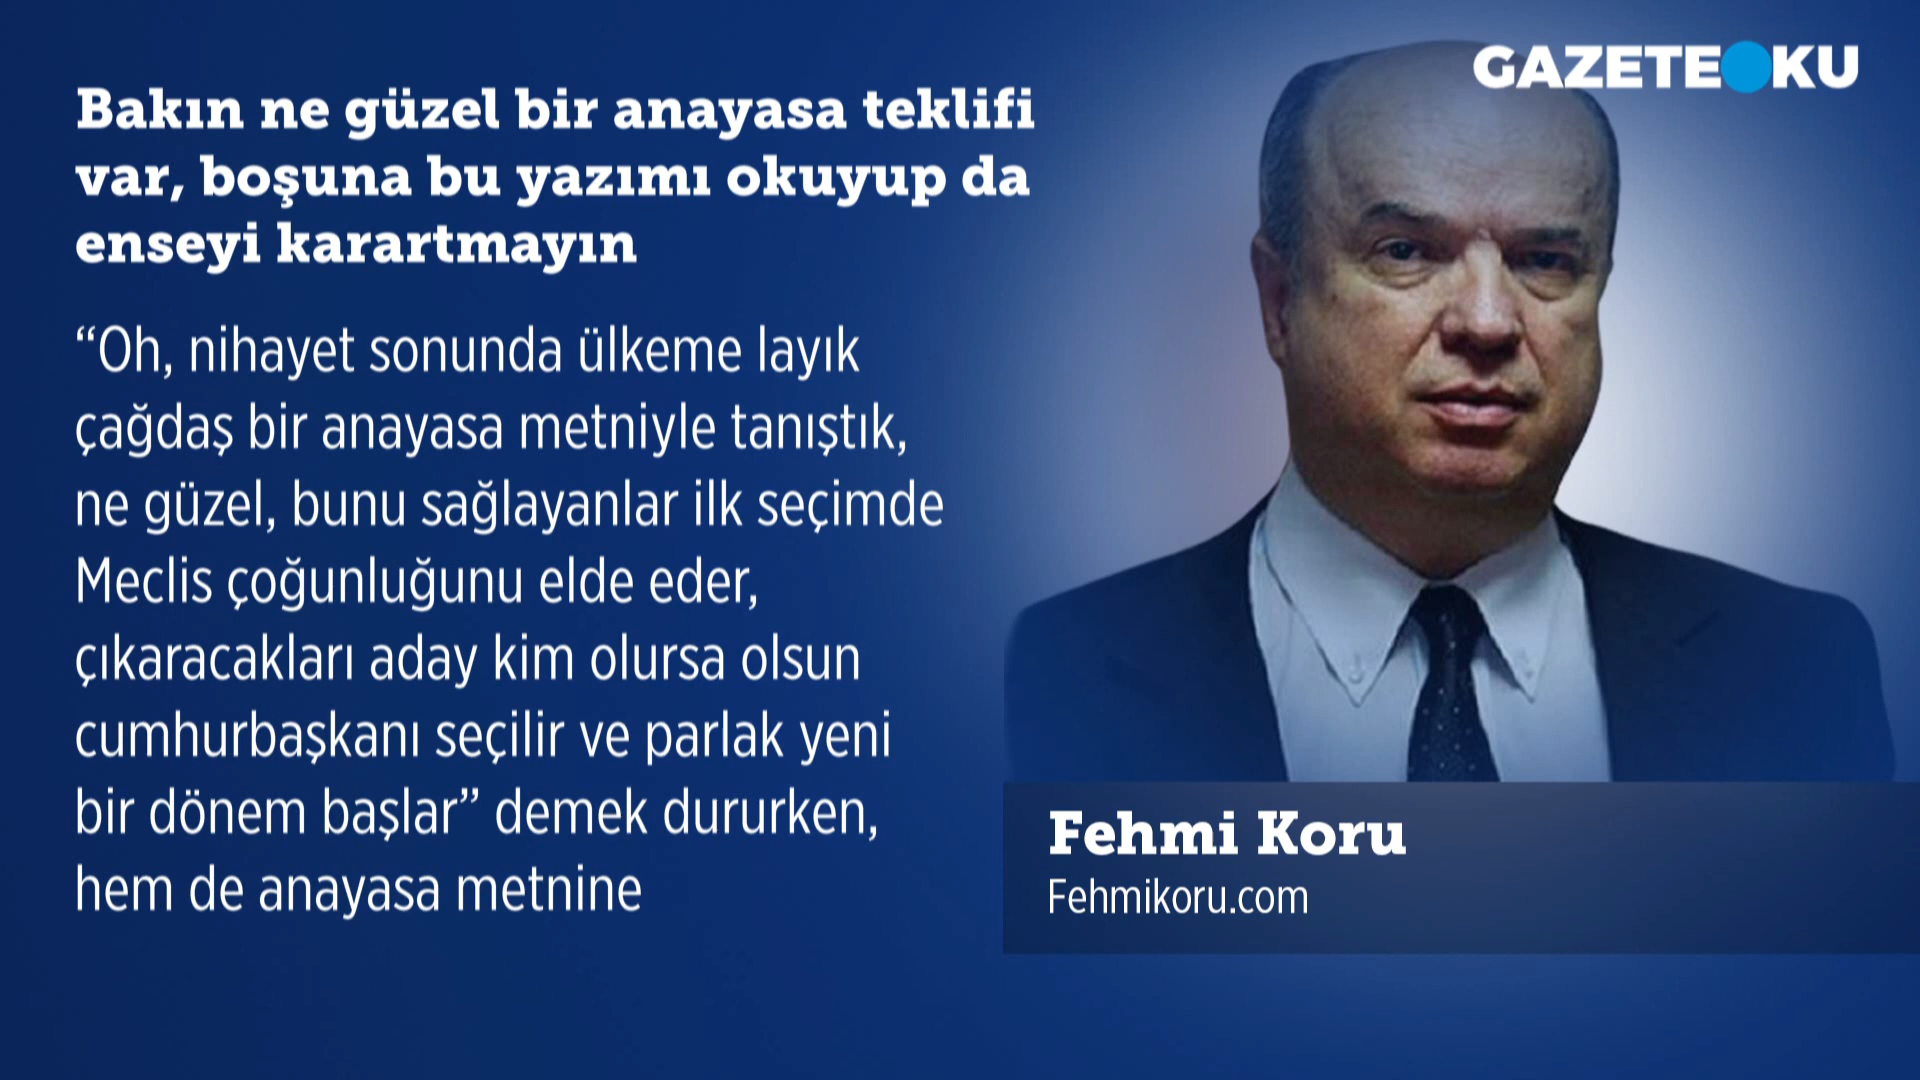 GAZETEOKU
Bakın ne güzel bir anayasa teklifi
var, boşuna bu yazımı okuyup da
enseyi karartmayın
“Oh, nihayet sonunda ülkeme layık
çağdaş bir anayasa metniyle tanıştık,
ne güzel, bunu sağlayanlar ilk seçimde
Meclis çoğunluğunu elde eder,
çıkaracakları aday kim olursa olsun
cumhurbaşkanı seçilir ve parlak yeni
bir dönem başlar” demek dururken,
hem de anayasa metnine
Fehmi Koru
Fehmikoru.com